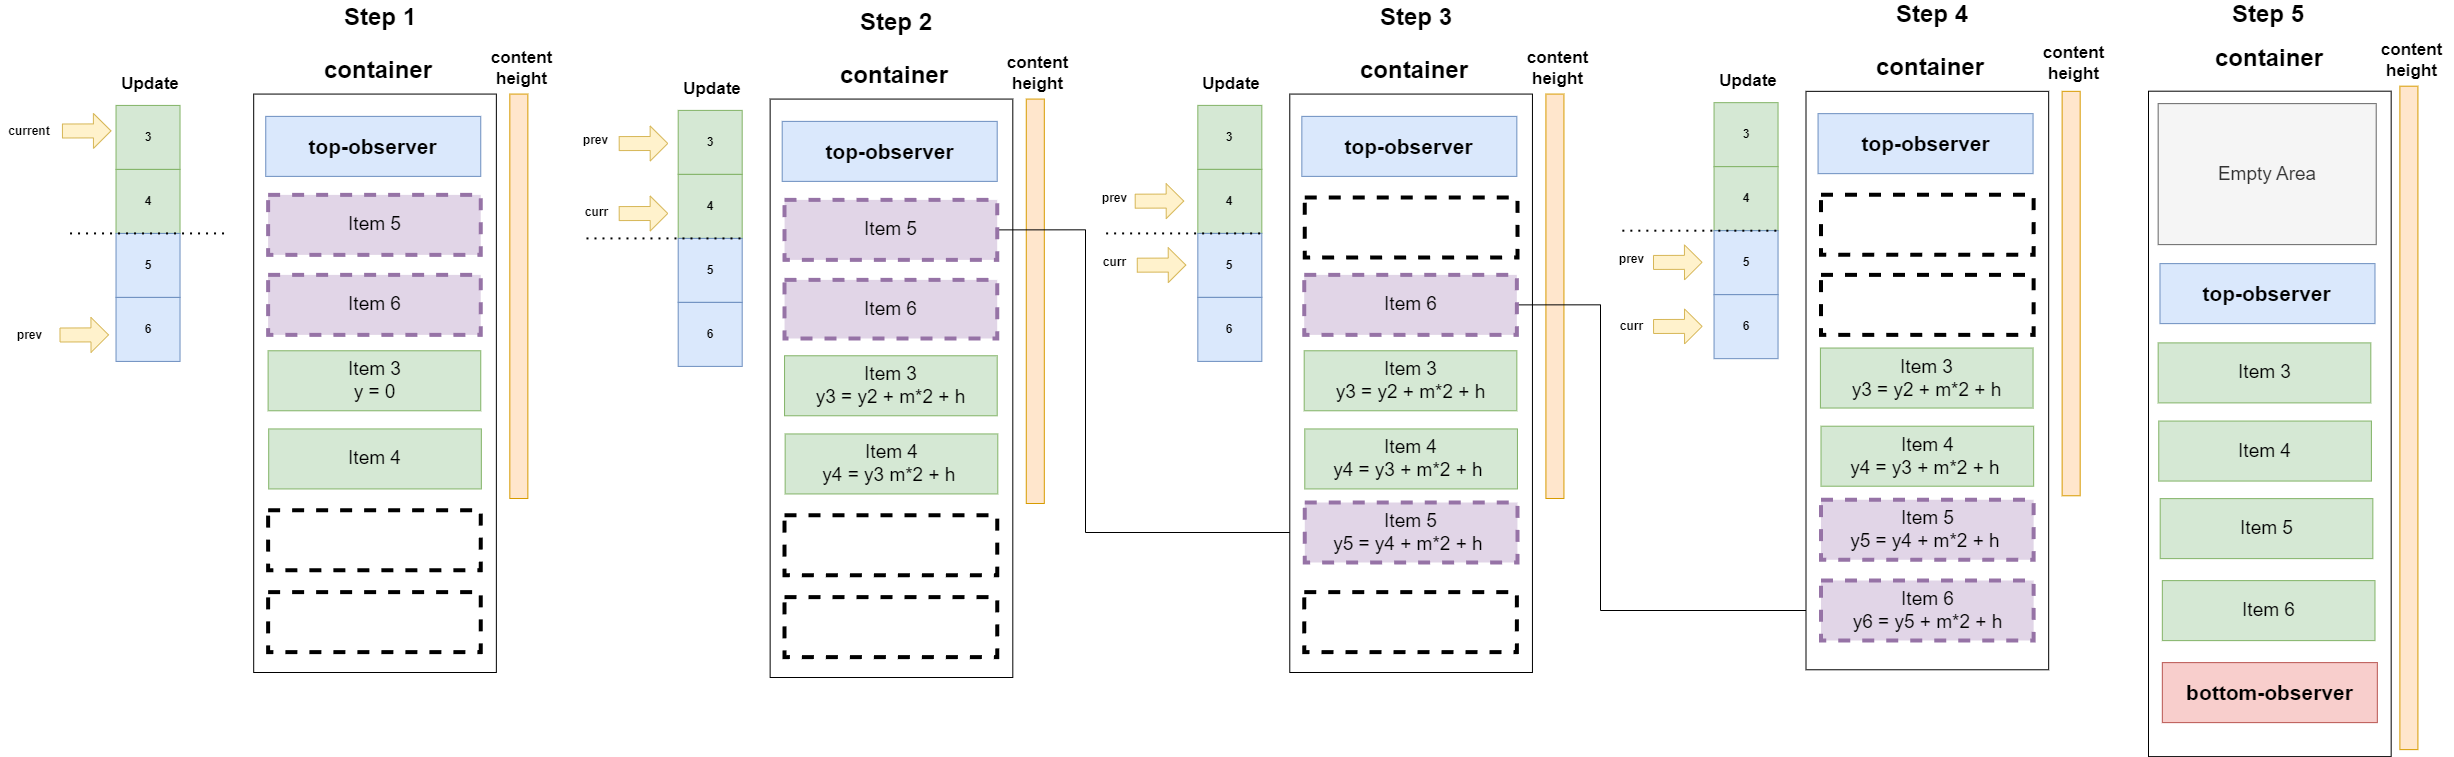 Step 1
container
content
height
Update
current
3
4
5
6
prev
top-observer
Item 5
Item 6
Item 3
y = 0
Item 4
Step 2
container
content
height
Update
prev
curr
3
4
5
6
top-observer
Item 5
Item 6
Item 3
y3 = y2 + m*2 + h
Item 4
y4 = y3 m*2 + h
Step 3
container
content
height
Update
prev
curr
3
4
5
6
top-observer
Item 6
Item 3
y3 = y2 + m*2 + h
Item 4
y4 = y3 + m*2 + h
Item 5
y5 = y4 + m*2 + h
Step 4
container
content
height
Update
prev
curr
3
4
5
6
top-observer
Item 3
y3 = y2 + m*2 + h
Item 4
y4 = y3 + m*2 + h
Item 5
y5 = y4 + m*2 + h
Item 6
y6 = y5 + m*2 + h
Step 5
container
content
height
Empty Area
top-observer
Item 3
Item 4
Item 5
Item 6
bottom-observer